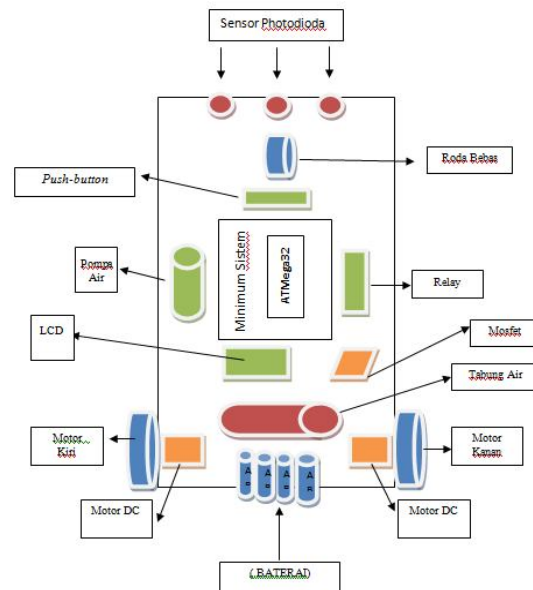 Sensor Photodioda
Roda Bebas
Push-button
Minimum Sistem
ATMega32
Pompa
Air
Relay
LCD
Mosfet
Tabung Air
Motor
Kiri
Motor
Kanan
Motor DC
Motor DC
( BATERAI)